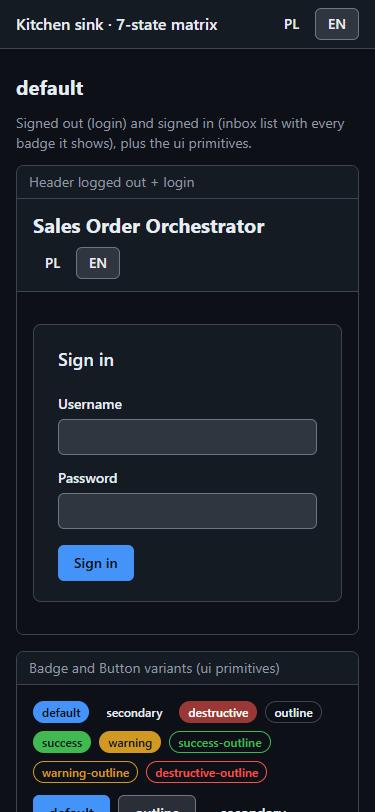 Kitchen sink · 7-state matrix PL EN
default
Signed out (login) and signed in (inbox list with every
badge it shows), plus the ui primitives.
Header logged out + login
Sales Order Orchestrator
PL EN
Sign in
Username
Password
Sign in
Badge and Button variants (ui primitives)
default secondary destructive outline
success warning success-outline
warning-outline destructive-outline
default outline secondary